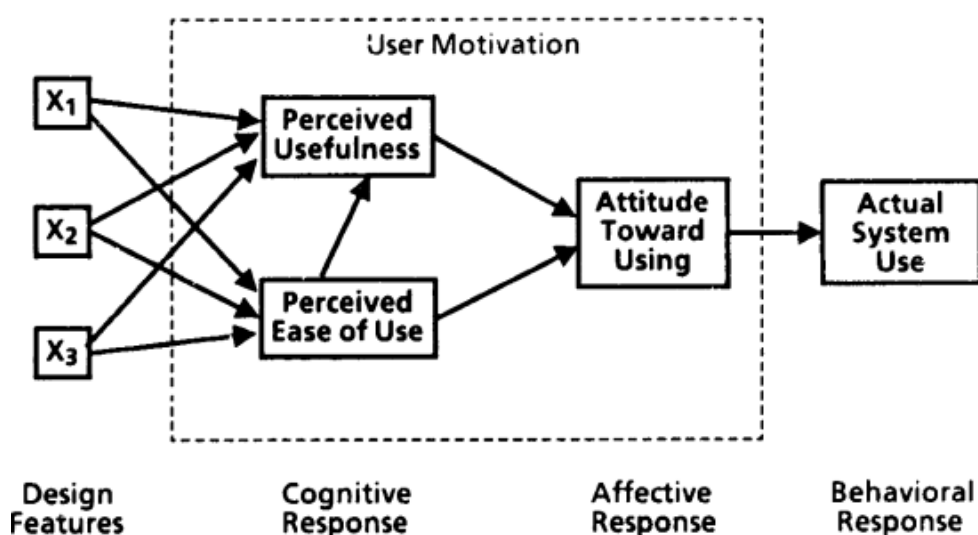 User Motivation
X1
Perceived
Usefulness
X2
Attitude
Toward
Using
Actual
System
Use
Perceived
Ease of Use
X3
Design
Features
Cognitive
Response
Affective
Response
Behavioral
Response